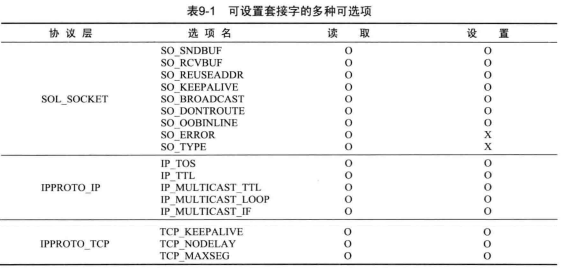 表9-1 可设置套接字的多种可选项
协议层 选项名 读取 设置
SO_SNDBUF O O
SO_RCVBUF O O
SO_REUSEADDR O O
SO_KEEPALIVE O O
SOL_SOCKET SO_BROADCAST O O
SO_DONTROUTE O O
SO_OOBINLINE O O
SO_ERROR O X
SO_TYPE O X
IP_TOS O O
IP_TTL O O
IPPROTO_IP IP_MULTICAST_TTL O O
IP_MULTICAST_LOOP O O
IP_MULTICAST_IF O O
TCP_KEEPALIVE O O
IPPROTO_TCP TCP_NODELAY O O
TCP_MAXSEG O O